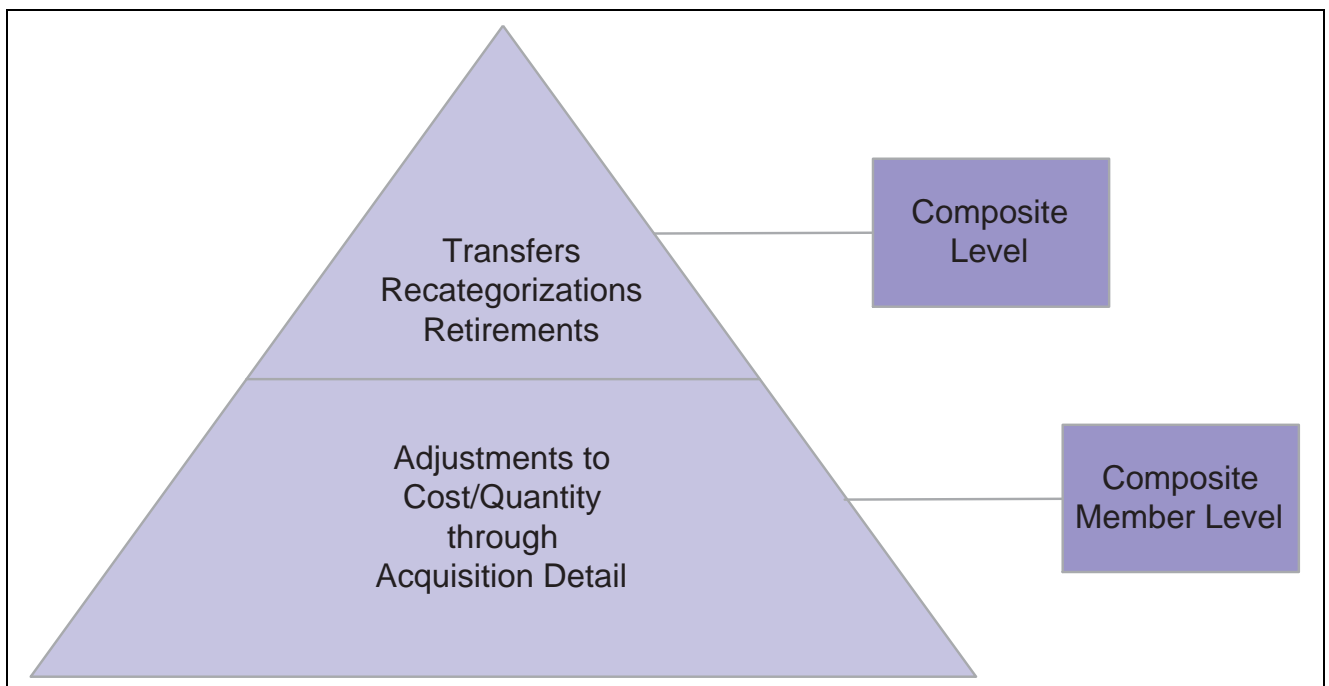 Transfers
Recategorizations
Retirements
Composite
Level
Adjustments to
Cost/Quantity
through
Acquisition Detail
Composite
Member Level